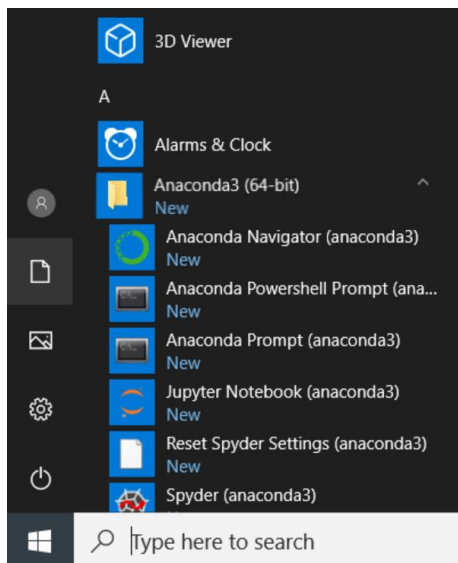 3D Viewer
A
Alarms & Clock
Anaconda3 (64-bit)
New
Anaconda Navigator (anaconda3)
New
Anaconda Powershell Prompt (ana...
New
Anaconda Prompt (anaconda3)
New
Jupyter Notebook (anaconda3)
New
Reset Spyder Settings (anaconda3)
New
Spyder (anaconda3)
Type here to search